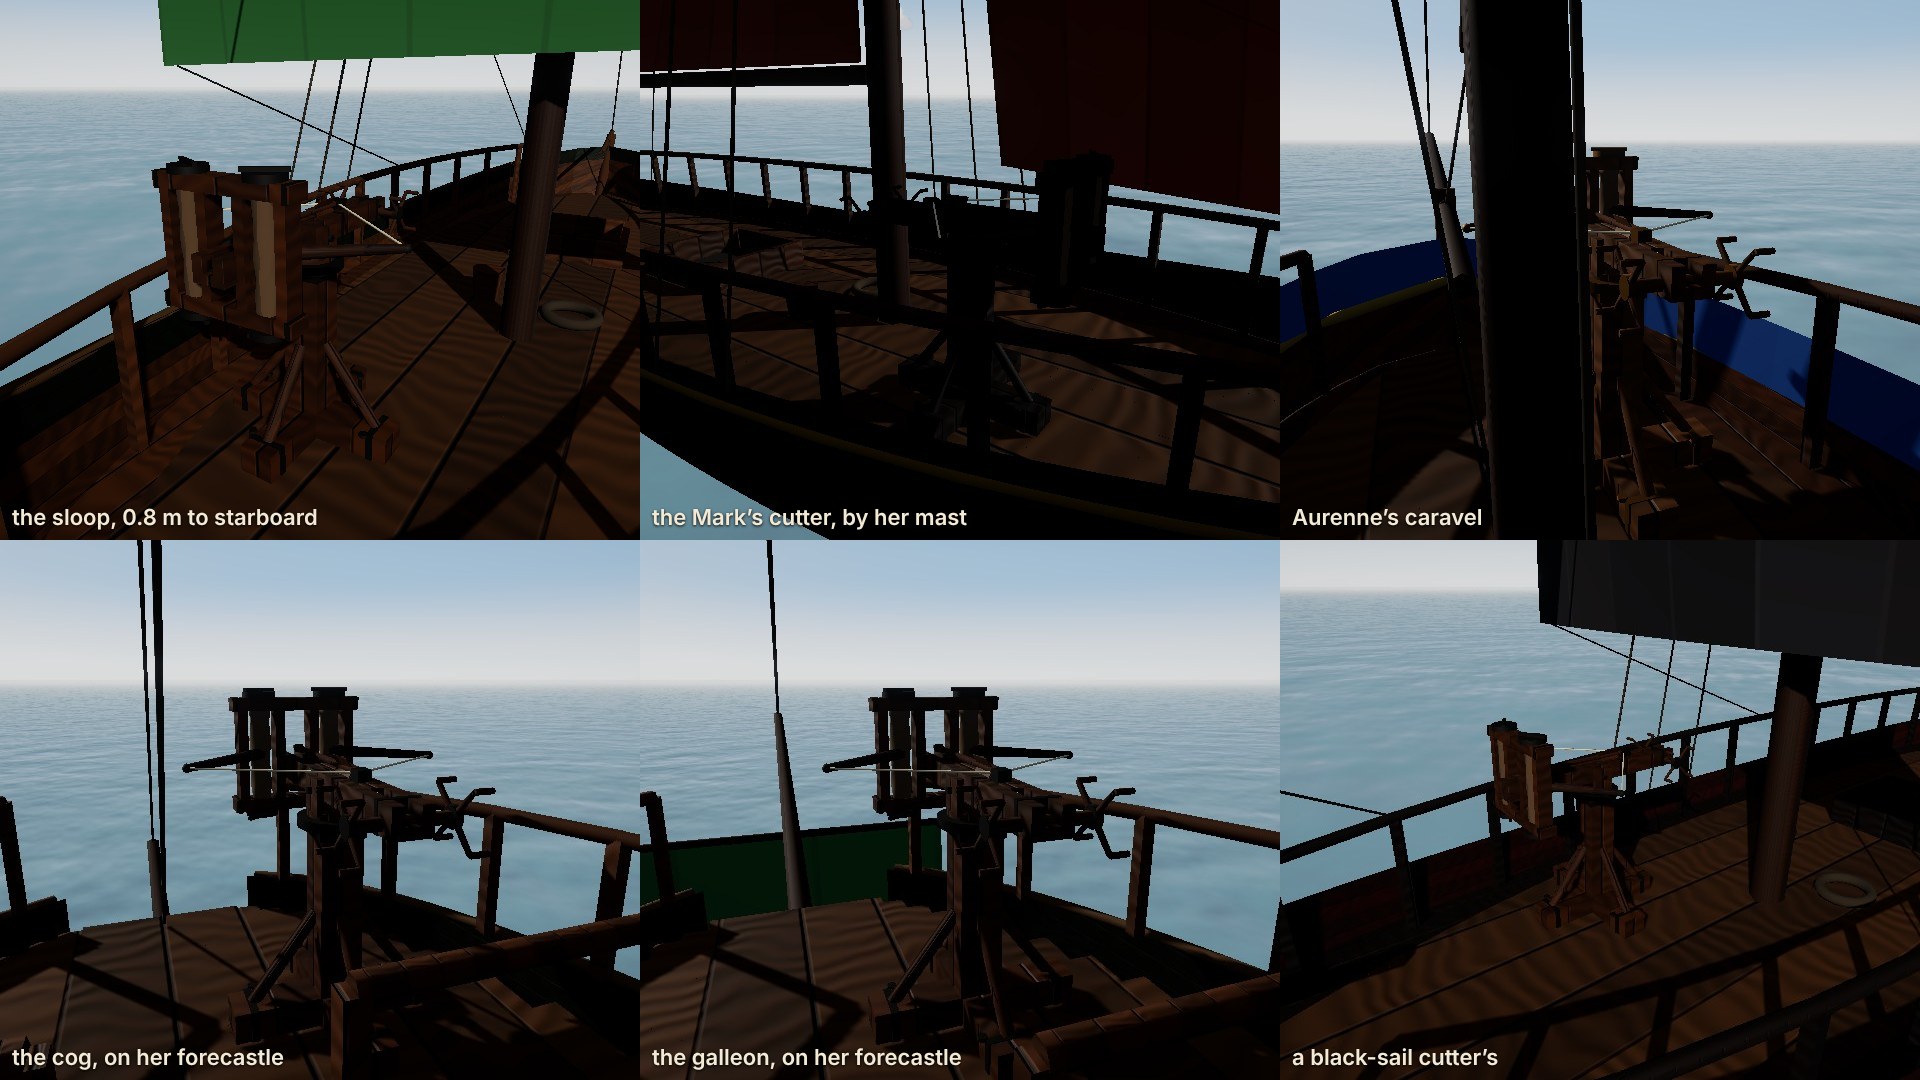 the sloop, 0.8 m to starboard
the Mark’s cutter, by her mast
Aurenne’s caravel
the cog, on her forecastle
the galleon, on her forecastle
a black-sail cutter’s